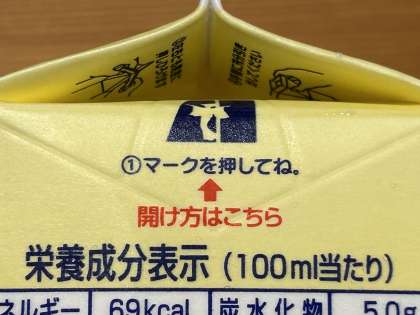 ①マークを押してね。
開け方はこちら
栄養成分表示(100ml当たり)
ネルギー 69kcal 炭水化物 5.0g